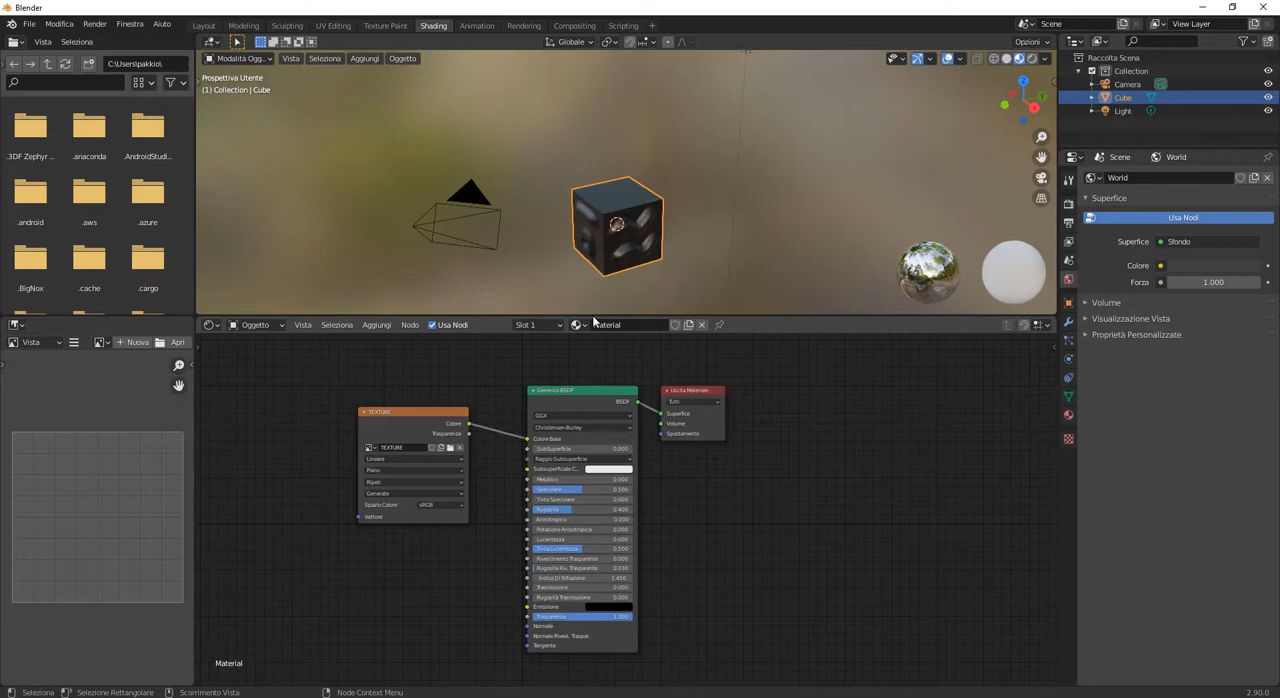 Blender
File Modifica Render Finestra Aiuto Layout Modeling Sculpting UV Editing Texture Paint Shading Animation Rendering Compositing Scripting + Scene View Layer
Vista Seleziona Globale Opzioni
C:\Users\pakkio\ Modalità Ogg... Vista Seleziona Aggiungi Oggetto
Raccolta Scena
Collection
Camera
Cube
Light
Prospettiva Utente
(1) Collection | Cube
.3DF Zephyr ... .anaconda .AndroidStudi...
.android .aws .azure
.BigNox .cache .cargo
Scene World
World
Superficie
Usa Nodi
Superficie Sfondo
Colore
Forza 1.000
Volume
Visualizzazione Vista
Proprietà Personalizzate
Oggetto Vista Seleziona Aggiungi Nodo Usa Nodi Slot 1 Material
Vista + Nuova Apri
TEXTURE
Colore
Trasparenza
TEXTURE
Lineare
Piano
Ripeti
Generate
Spazio Colore sRGB
Vettore
Generica BSDF
BSDF
GGX
Christensen-Burley
Colore Base
SubSuperficie 0.000
Raggio Subsuperficie
Subsuperficiale C...
Metallico 0.000
Speculare 0.500
Tinta Speculare 0.000
Rugosità 0.400
Anisotropico 0.000
Rotazione Anisotropica 0.000
Lucentezza 0.000
Tinta Lucentezza 0.500
Rivestimento Trasparente 0.000
Rugosità Riv. Trasparente 0.030
Indice Di Rifrazione 1.450
Trasmissione 0.000
Rugosità Trasmissione 0.000
Emissione
Trasparenza 1.000
Normale
Normale Rivest. Traspar.
Tangente
Uscita Materiale
Tutto
Superficie
Volume
Spostamento
Material
Seleziona Selezione Rettangolare Scorrimento Vista Node Context Menu 2.90.0